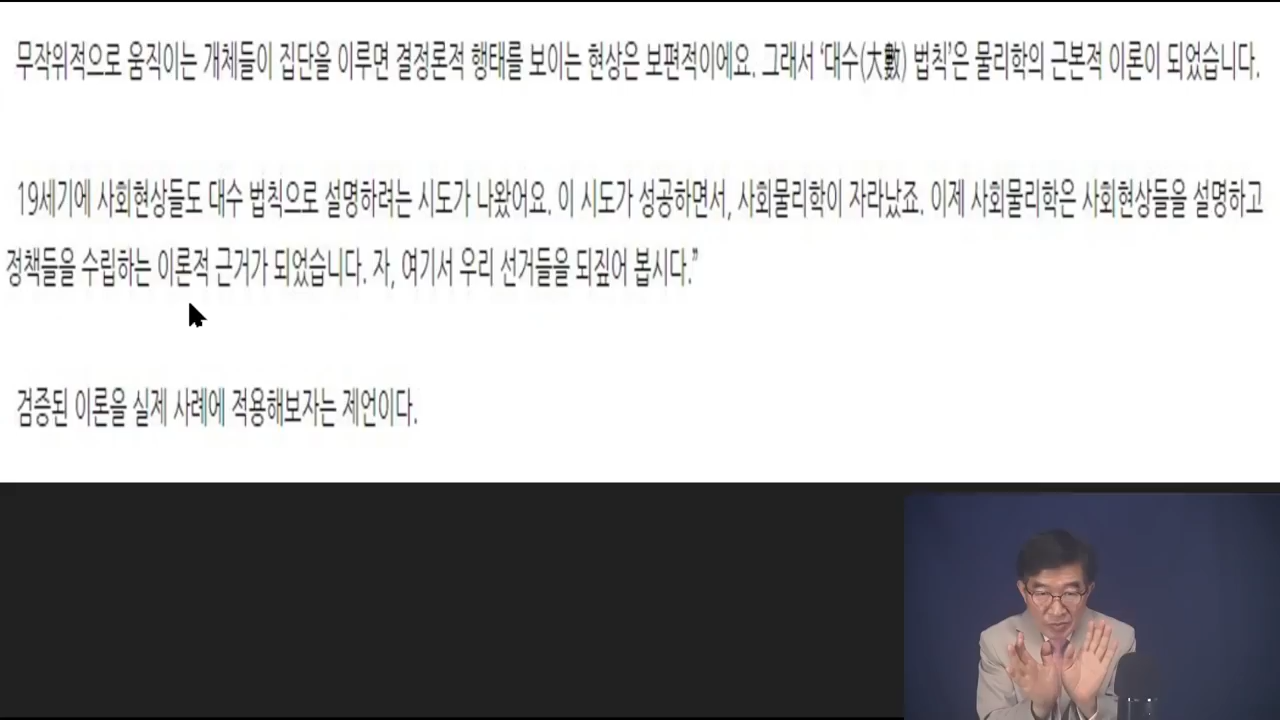 무작위적으로 움직이는 개체들이 집단을 이루면 결정론적 행태를 보이는 현상은 보편적이에요. 그래서 ‘대수(大數) 법칙’은 물리학의 근본적 이론이 되었습니다.
19세기에 사회현상들도 대수 법칙으로 설명하려는 시도가 나왔어요. 이 시도가 성공하면서, 사회물리학이 자라났죠. 이제 사회물리학은 사회현상들을 설명하고
정책들을 수립하는 이론적 근거가 되었습니다. 자, 여기서 우리 선거들을 되짚어 봅시다.”
검증된 이론을 실제 사례에 적용해보자는 제언이다.